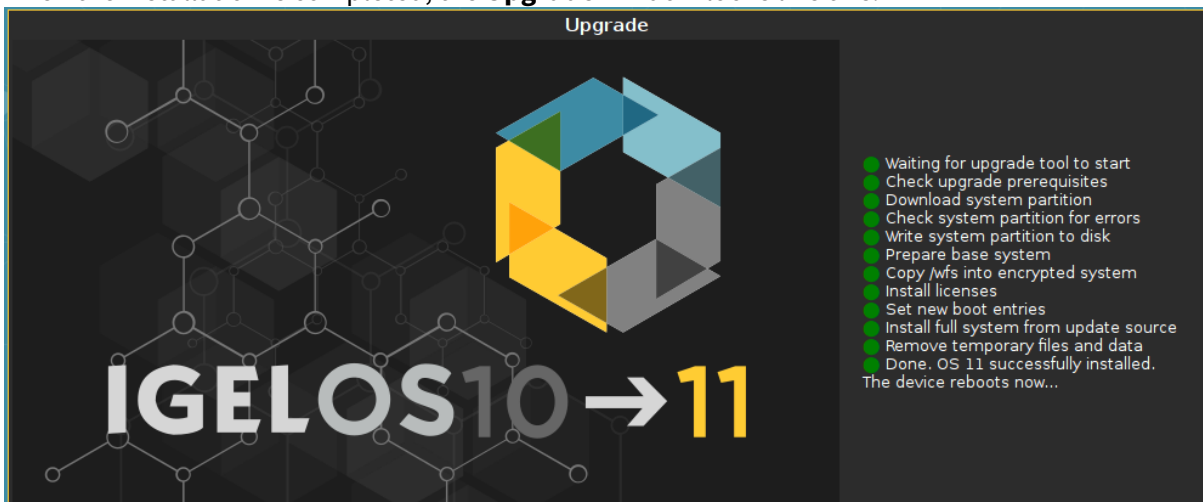 Upgrade
Waiting for upgrade tool to start
Check upgrade prerequisites
Download system partition
Check system partition for errors
Write system partition to disk
Prepare base system
Copy /wfs into encrypted system
Install licenses
Set new boot entries
Install full system from update source
Remove temporary files and data
Done. OS 11 successfully installed.
The device reboots now...
IGELOS10→11